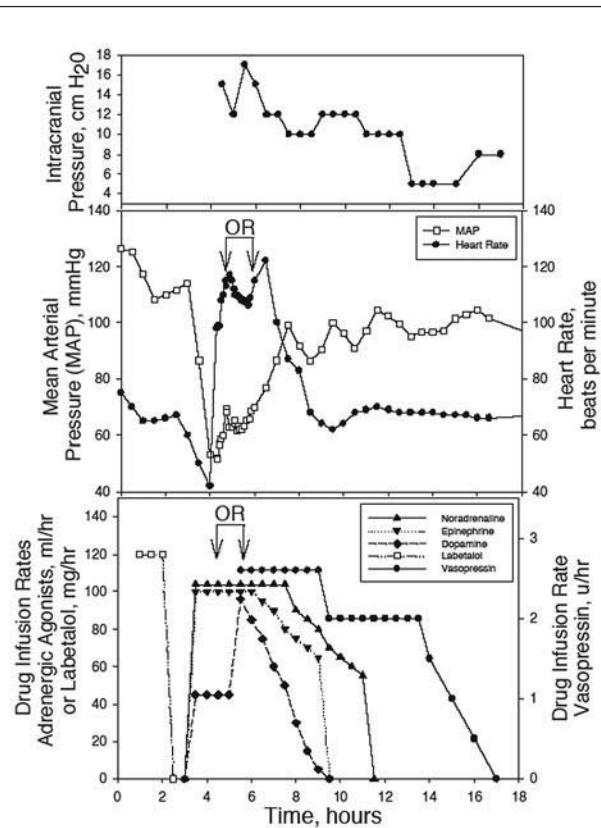 Intracranial
Pressure, cm H20
18
16
14
12
10
8
6
4
Mean Arterial
Pressure (MAP), mmHg
140
120
100
80
60
40
OR
MAP
Heart Rate
140
120
100
80
60
40
Heart Rate,
beats per minute
Drug Infusion Rates
Adrenergic Agonists, ml/hr
or Labetalol, mg/hr
140
120
100
80
60
40
20
0
OR
Noradrenaline
Epinephrine
Dopamine
Labetalol
Vasopressin
3
2
1
0
Drug Infusion Rate
Vasopressin, u/hr
0 2 4 6 8 10 12 14 16 18
Time, hours